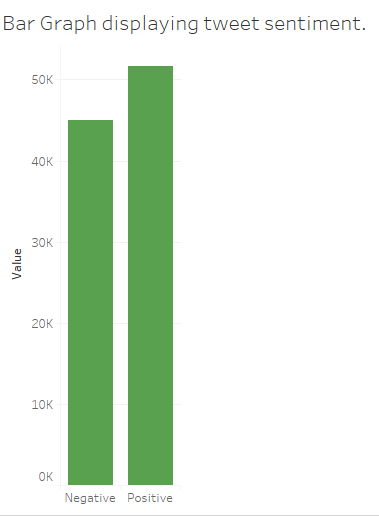 Bar Graph displaying tweet sentiment.
50K
40K
30K
Value
20K
10K
0K
Negative Positive